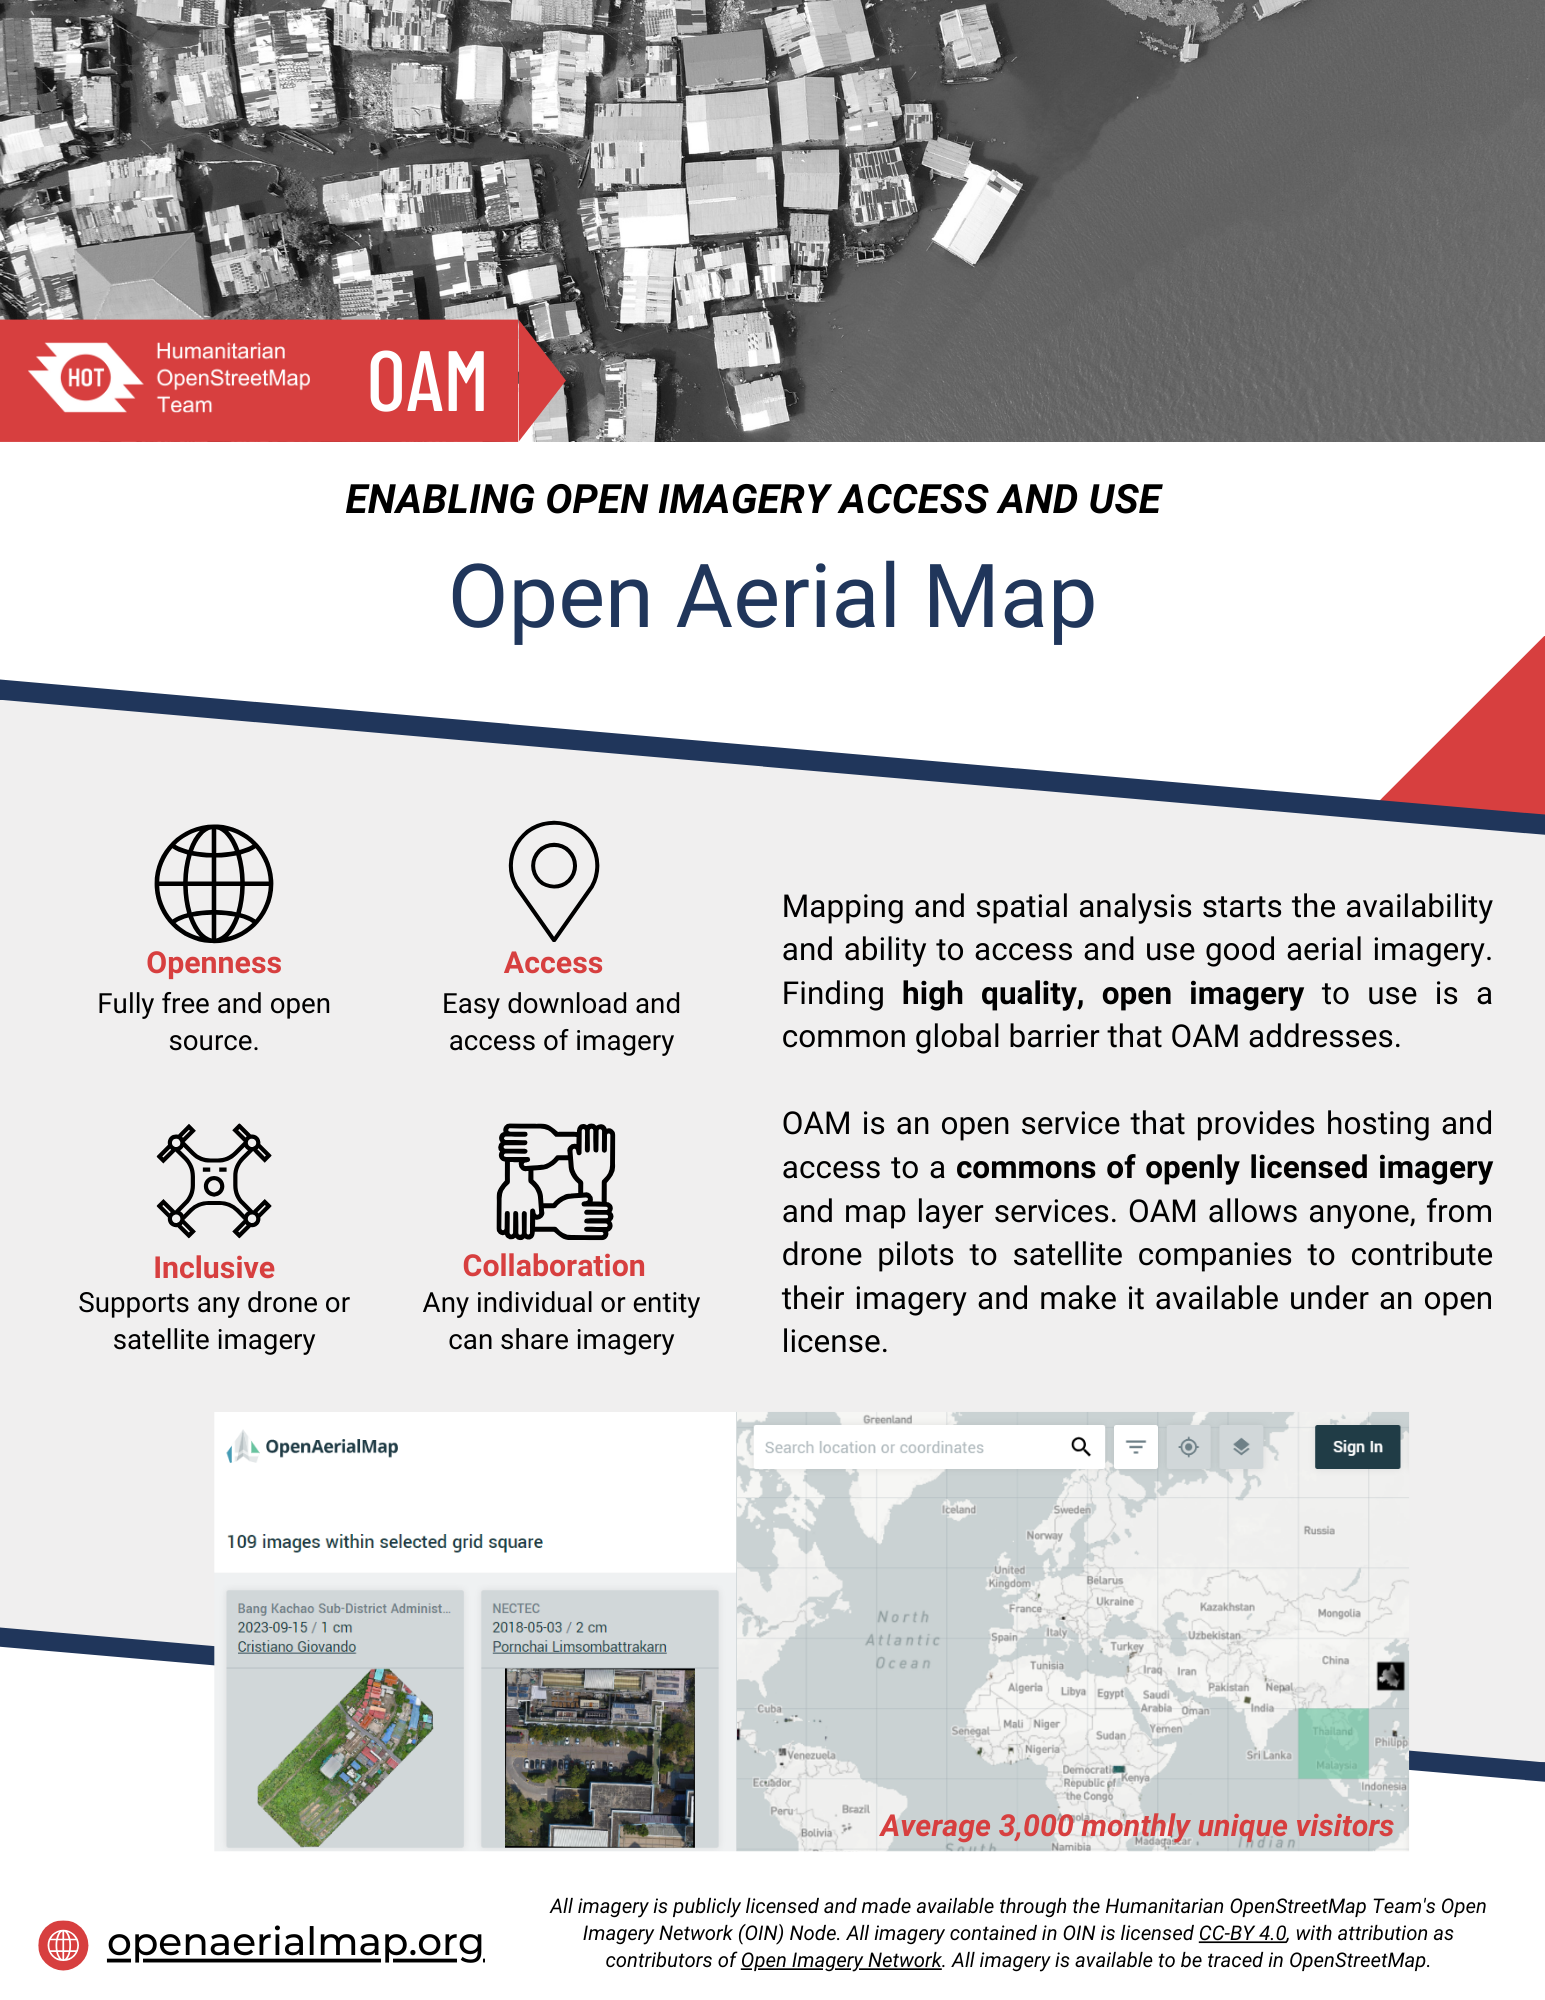 HOT
Humanitarian
OpenStreetMap
Team
OAM
ENABLING OPEN IMAGERY ACCESS AND USE
Open Aerial Map
Openness
Fully free and open
source.
Access
Easy download and
access of imagery
Inclusive
Supports any drone or
satellite imagery
Collaboration
Any individual or entity
can share imagery
Mapping and spatial analysis starts the availability
and ability to access and use good aerial imagery.
Finding high quality, open imagery to use is a
common global barrier that OAM addresses.
OAM is an open service that provides hosting and
access to a commons of openly licensed imagery
and map layer services. OAM allows anyone, from
drone pilots to satellite companies to contribute
their imagery and make it available under an open
license.
OpenAerialMap
109 images within selected grid square
Bang Kachao Sub-District Administ...
2023-09-15 / 1 cm
Cristiano Giovando
NECTEC
2018-05-03 / 2 cm
Pornchai Limsombattrakarn
Greenland
Search location or coordinates
Sign In
Iceland
Sweden
Norway
Russia
United
Kingdom
Belarus
Ukraine
France
Kazakhstan
Mongolia
North
Atlantic
Ocean
Spain
Italy
Uzbekistan
Turkey
Tunisia
Iraq
Iran
China
Algeria
Libya
Egypt
Saudi
Arabia
Oman
Pakistan
Nepal
India
Cuba
Senegal
Mali
Niger
Sudan
Yemen
Thailand
Philipp
Venezuela
Nigeria
Sri Lanka
Malaysia
Ecuador
Democrati
Republic of
the Congo
Kenya
Indonesia
Peru
Brazil
Bolivia
Angola
Average 3,000 monthly unique visitors
Namibia
Madagascar
Indian
South
openaerialmap.org
All imagery is publicly licensed and made available through the Humanitarian OpenStreetMap Team's Open
Imagery Network (OIN) Node. All imagery contained in OIN is licensed CC-BY 4.0, with attribution as
contributors of Open Imagery Network. All imagery is available to be traced in OpenStreetMap.